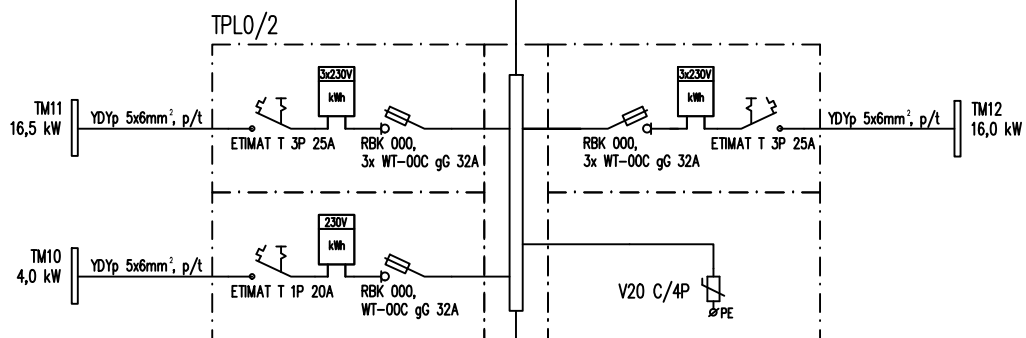 TPL0/2
TM11
16,5 kW
YDYp 5x6mm², p/t
3x230V
kWh
ETIMAT T 3P 25A
RBK 000,
3x WT-00C gG 32A
3x230V
kWh
RBK 000,
3x WT-00C gG 32A
ETIMAT T 3P 25A
YDYp 5x6mm², p/t
TM12
16,0 kW
TM10
4,0 kW
YDYp 5x6mm², p/t
230V
kWh
ETIMAT T 1P 20A
RBK 000,
WT-00C gG 32A
V20 C/4P
PE